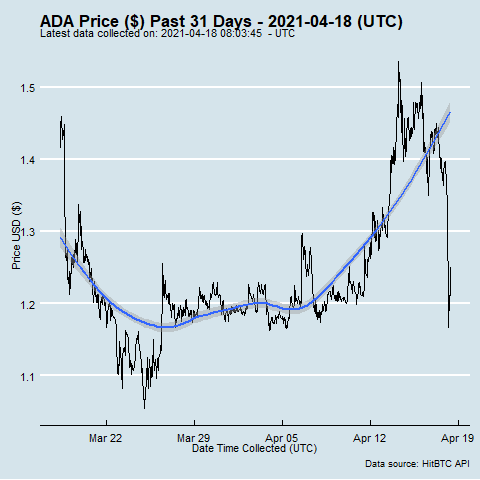 ADA Price ($) Past 31 Days - 2021-04-18 (UTC)
Latest data collected on: 2021-04-18 08:03:45  - UTC
1.5
1.4
1.3
1.2
1.1
Price USD ($)
Mar 22
Mar 29
Apr 05
Apr 12
Apr 19
Date Time Collected (UTC)
Data source: HitBTC API